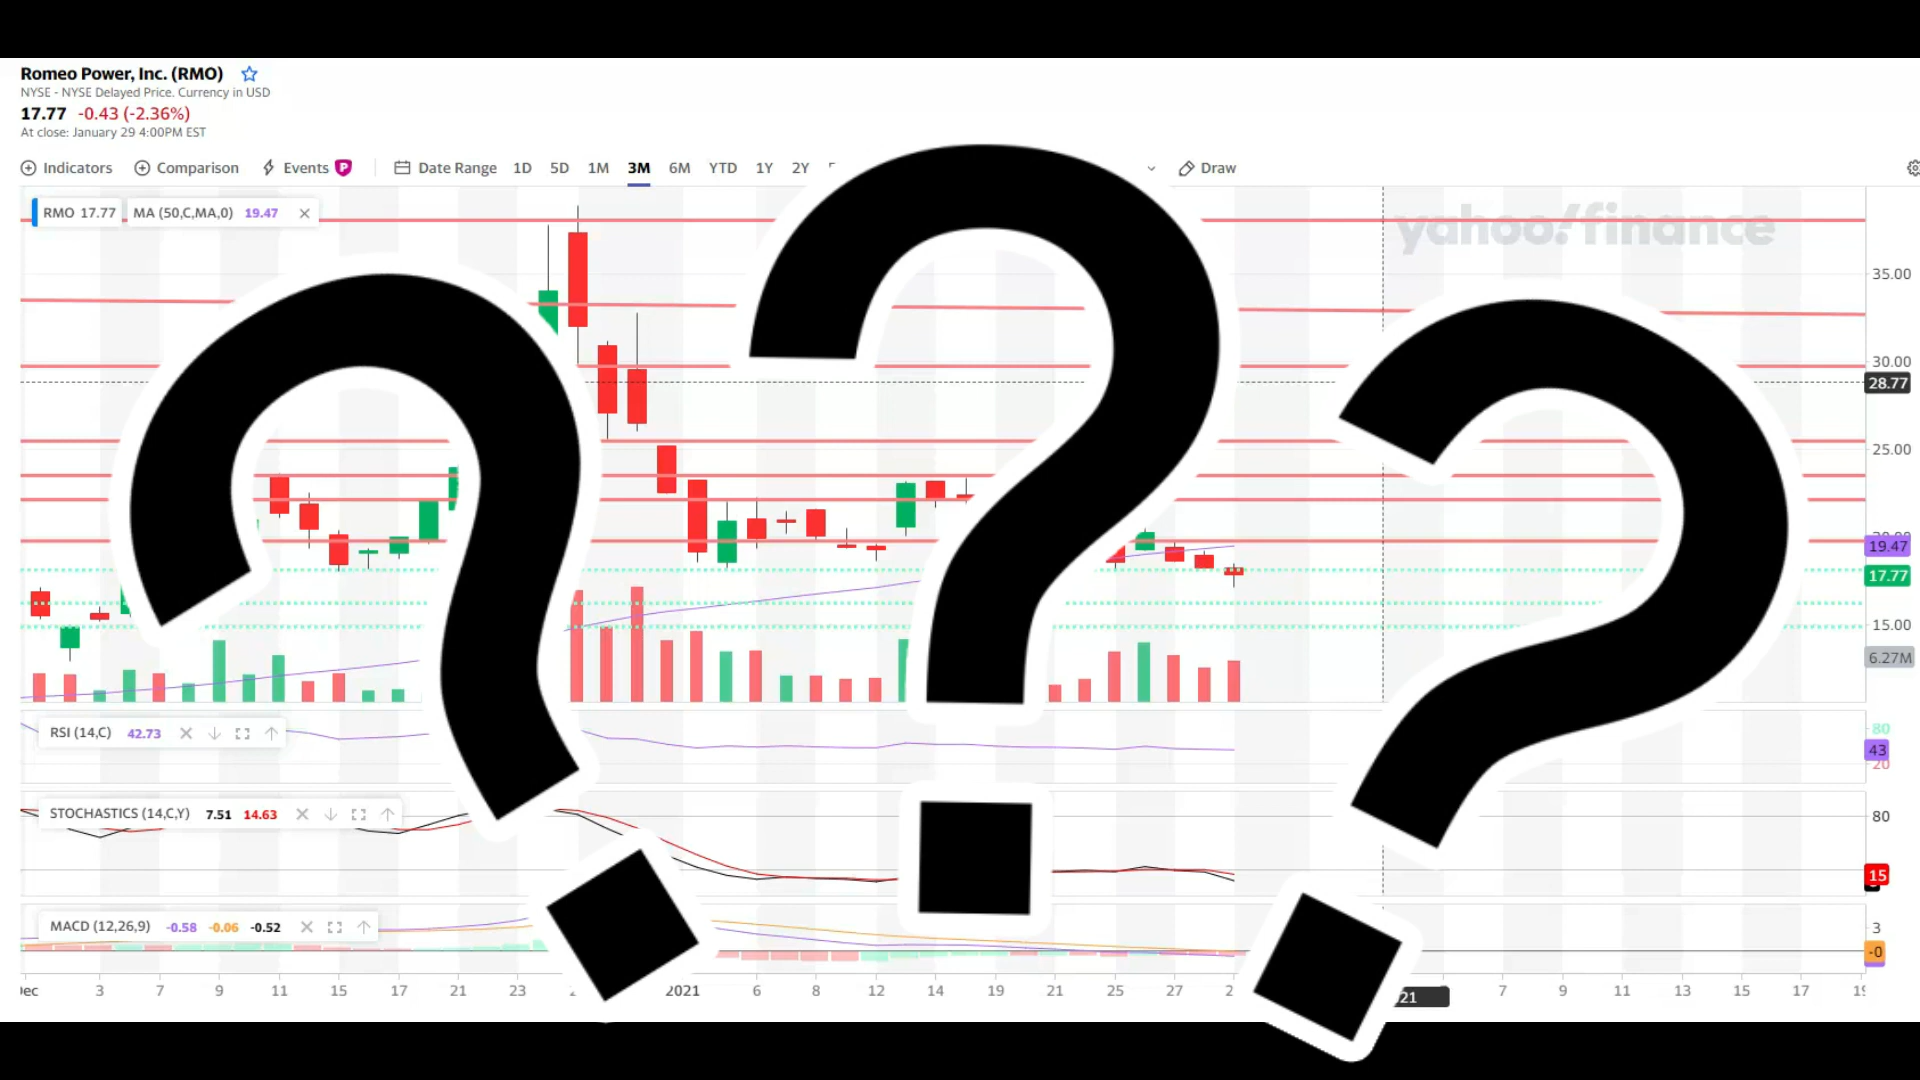 Romeo Power, Inc. (RMO)
NYSE - NYSE Delayed Price. Currency in USD
17.77 -0.43 (-2.36%)
At close: January 29 4:00PM EST
Indicators Comparison Events P Date Range 1D 5D 1M 3M 6M YTD 1Y 2Y Draw
RMO 17.77 MA (50,C,MA,0) 19.47
yahoo!finance
35.00
30.00
28.77
25.00
19.47
17.77
15.00
6.27M
RSI (14,C) 42.73
80
43
20
STOCHASTICS (14,C,Y) 7.51 14.63
80
15
MACD (12,26,9) -0.58 -0.06 -0.52
3
-0
3 7 9 11 15 17 21 23 2021 6 8 12 14 19 21 25 27 7 9 11 13 15 17
? ? ?